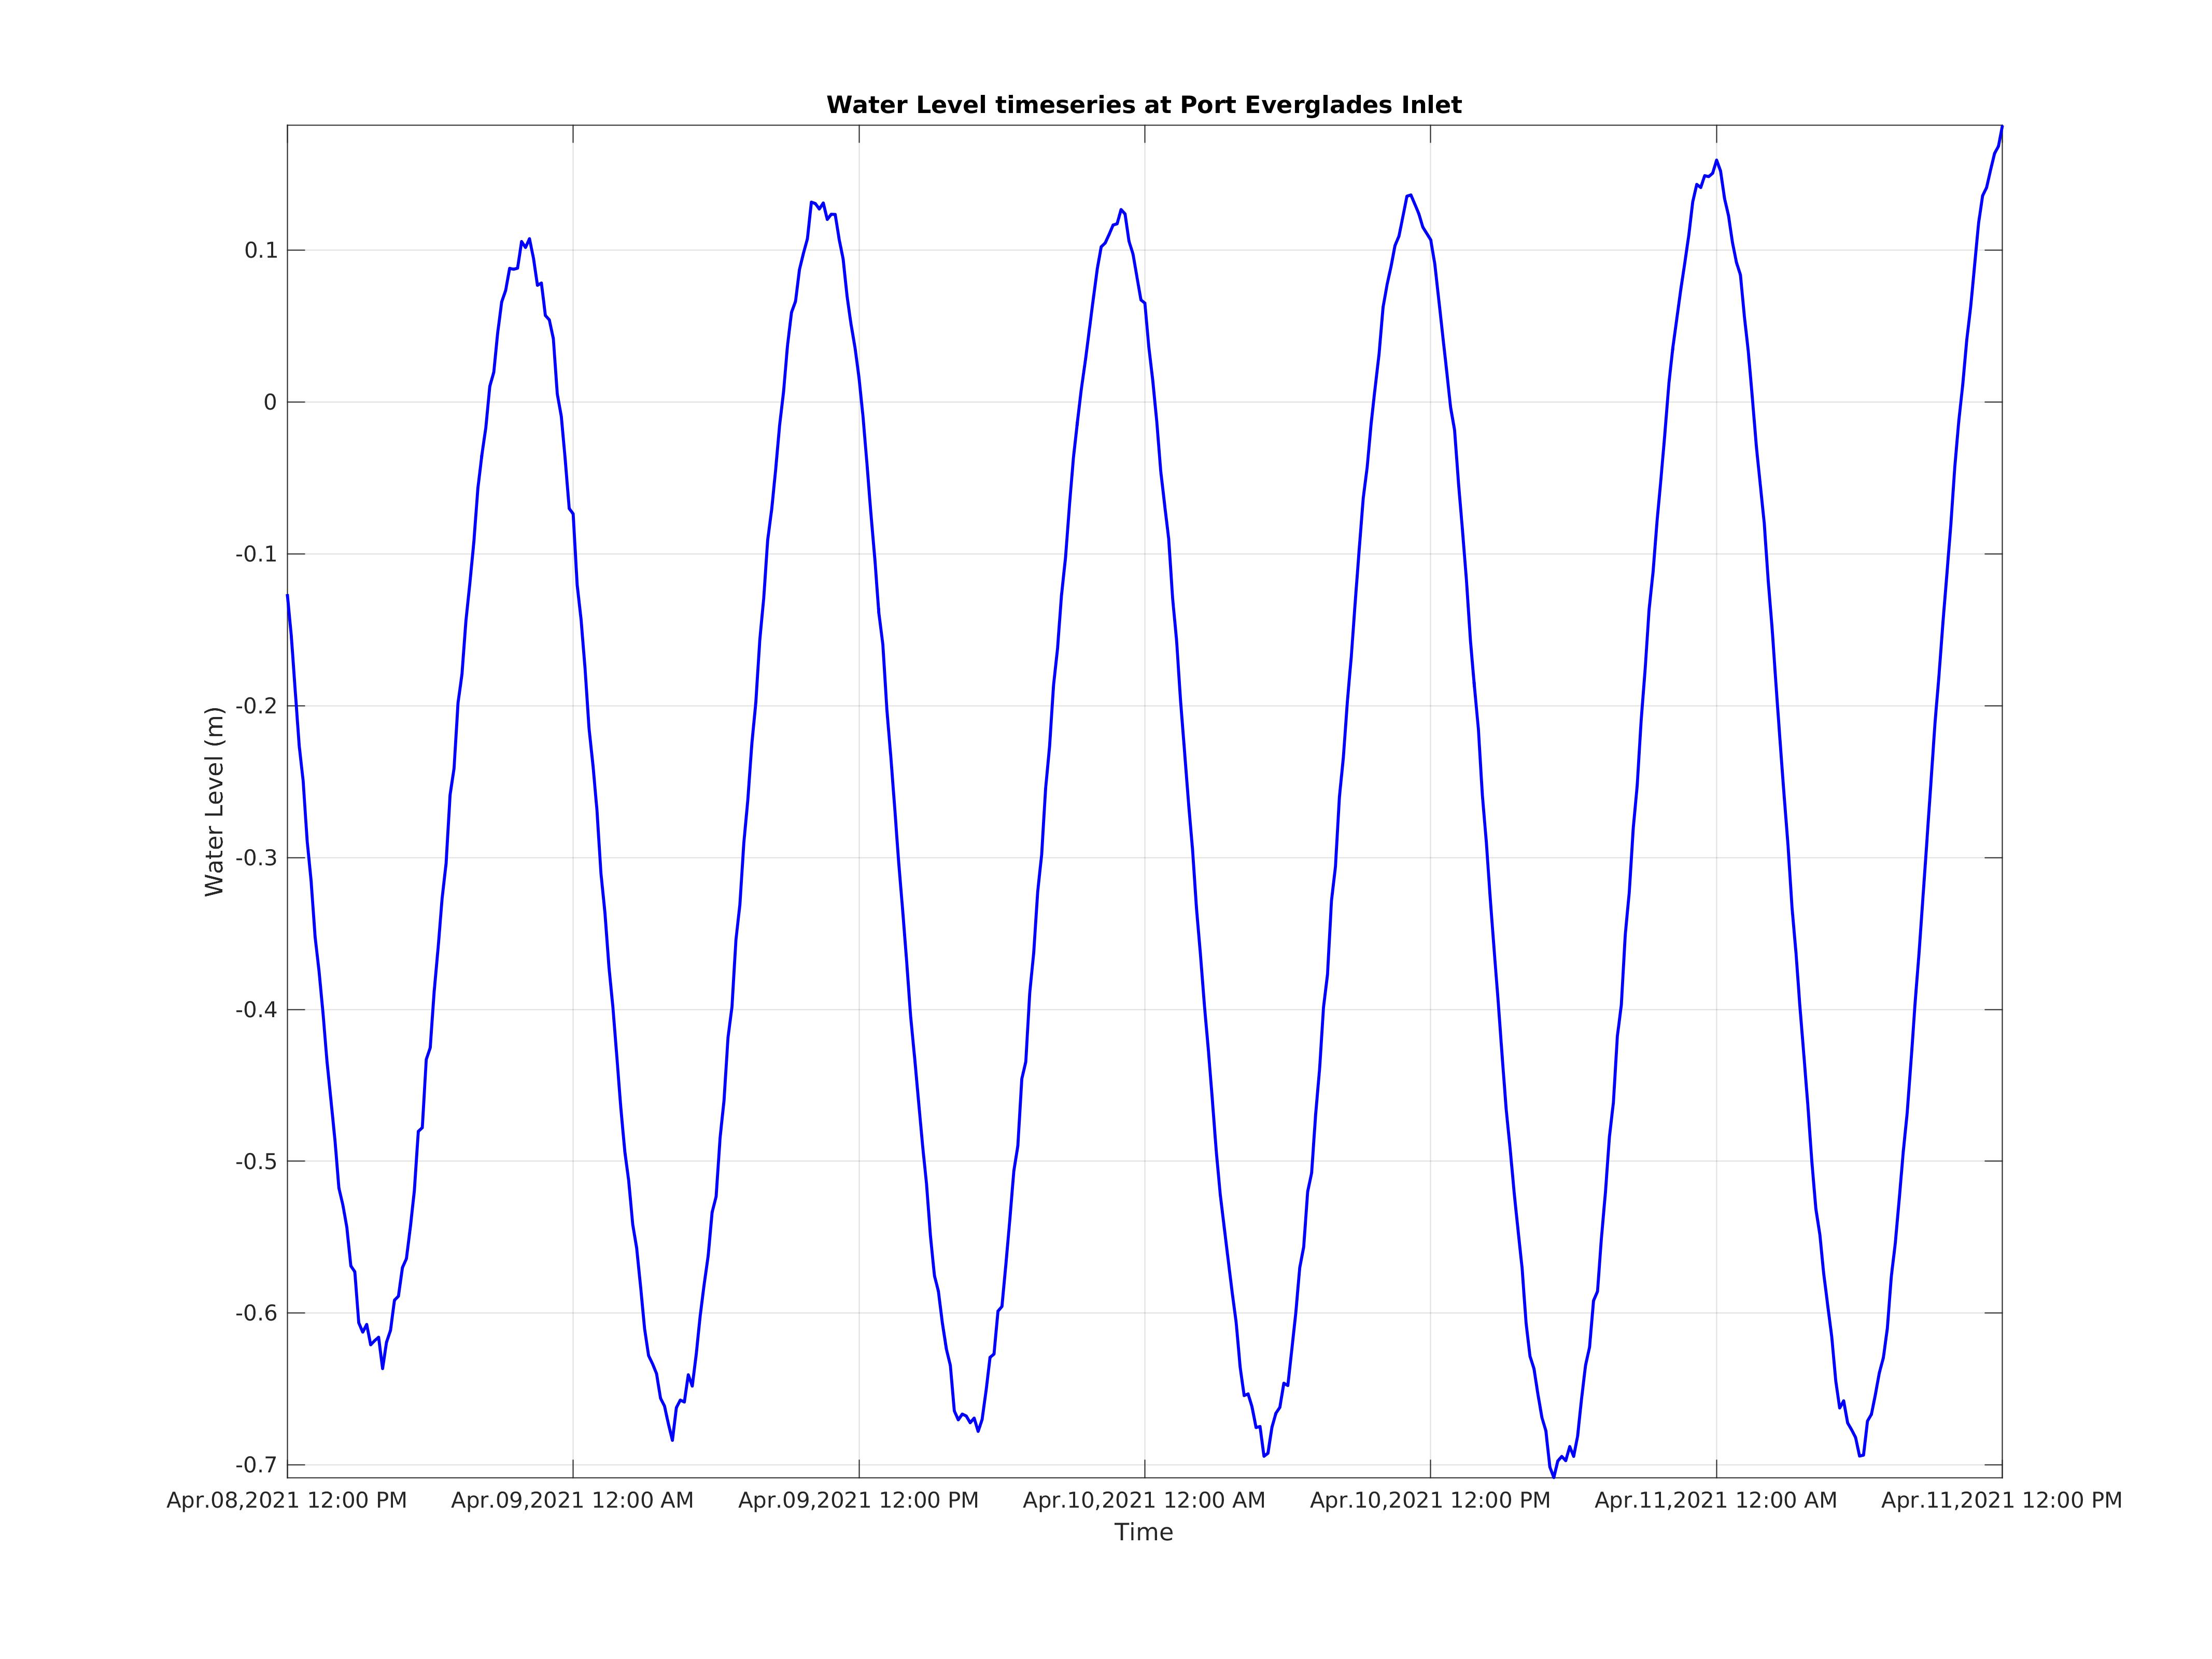 Water Level timeseries at Port Everglades Inlet
0.1
0
-0.1
-0.2
-0.3
-0.4
-0.5
-0.6
-0.7
Water Level (m)
Apr.08,2021 12:00 PM
Apr.09,2021 12:00 AM
Apr.09,2021 12:00 PM
Apr.10,2021 12:00 AM
Apr.10,2021 12:00 PM
Apr.11,2021 12:00 AM
Apr.11,2021 12:00 PM
Time